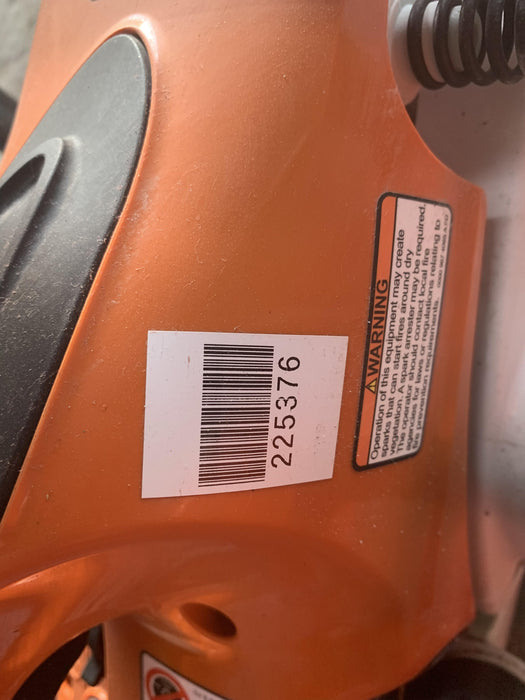 225376
WARNING
Operation of this equipment may create
sparks that can start fires around dry
vegetation. A spark arrester may be required.
The operator should contact local fire
agencies for laws or regulations relating to
fire prevention requirements.